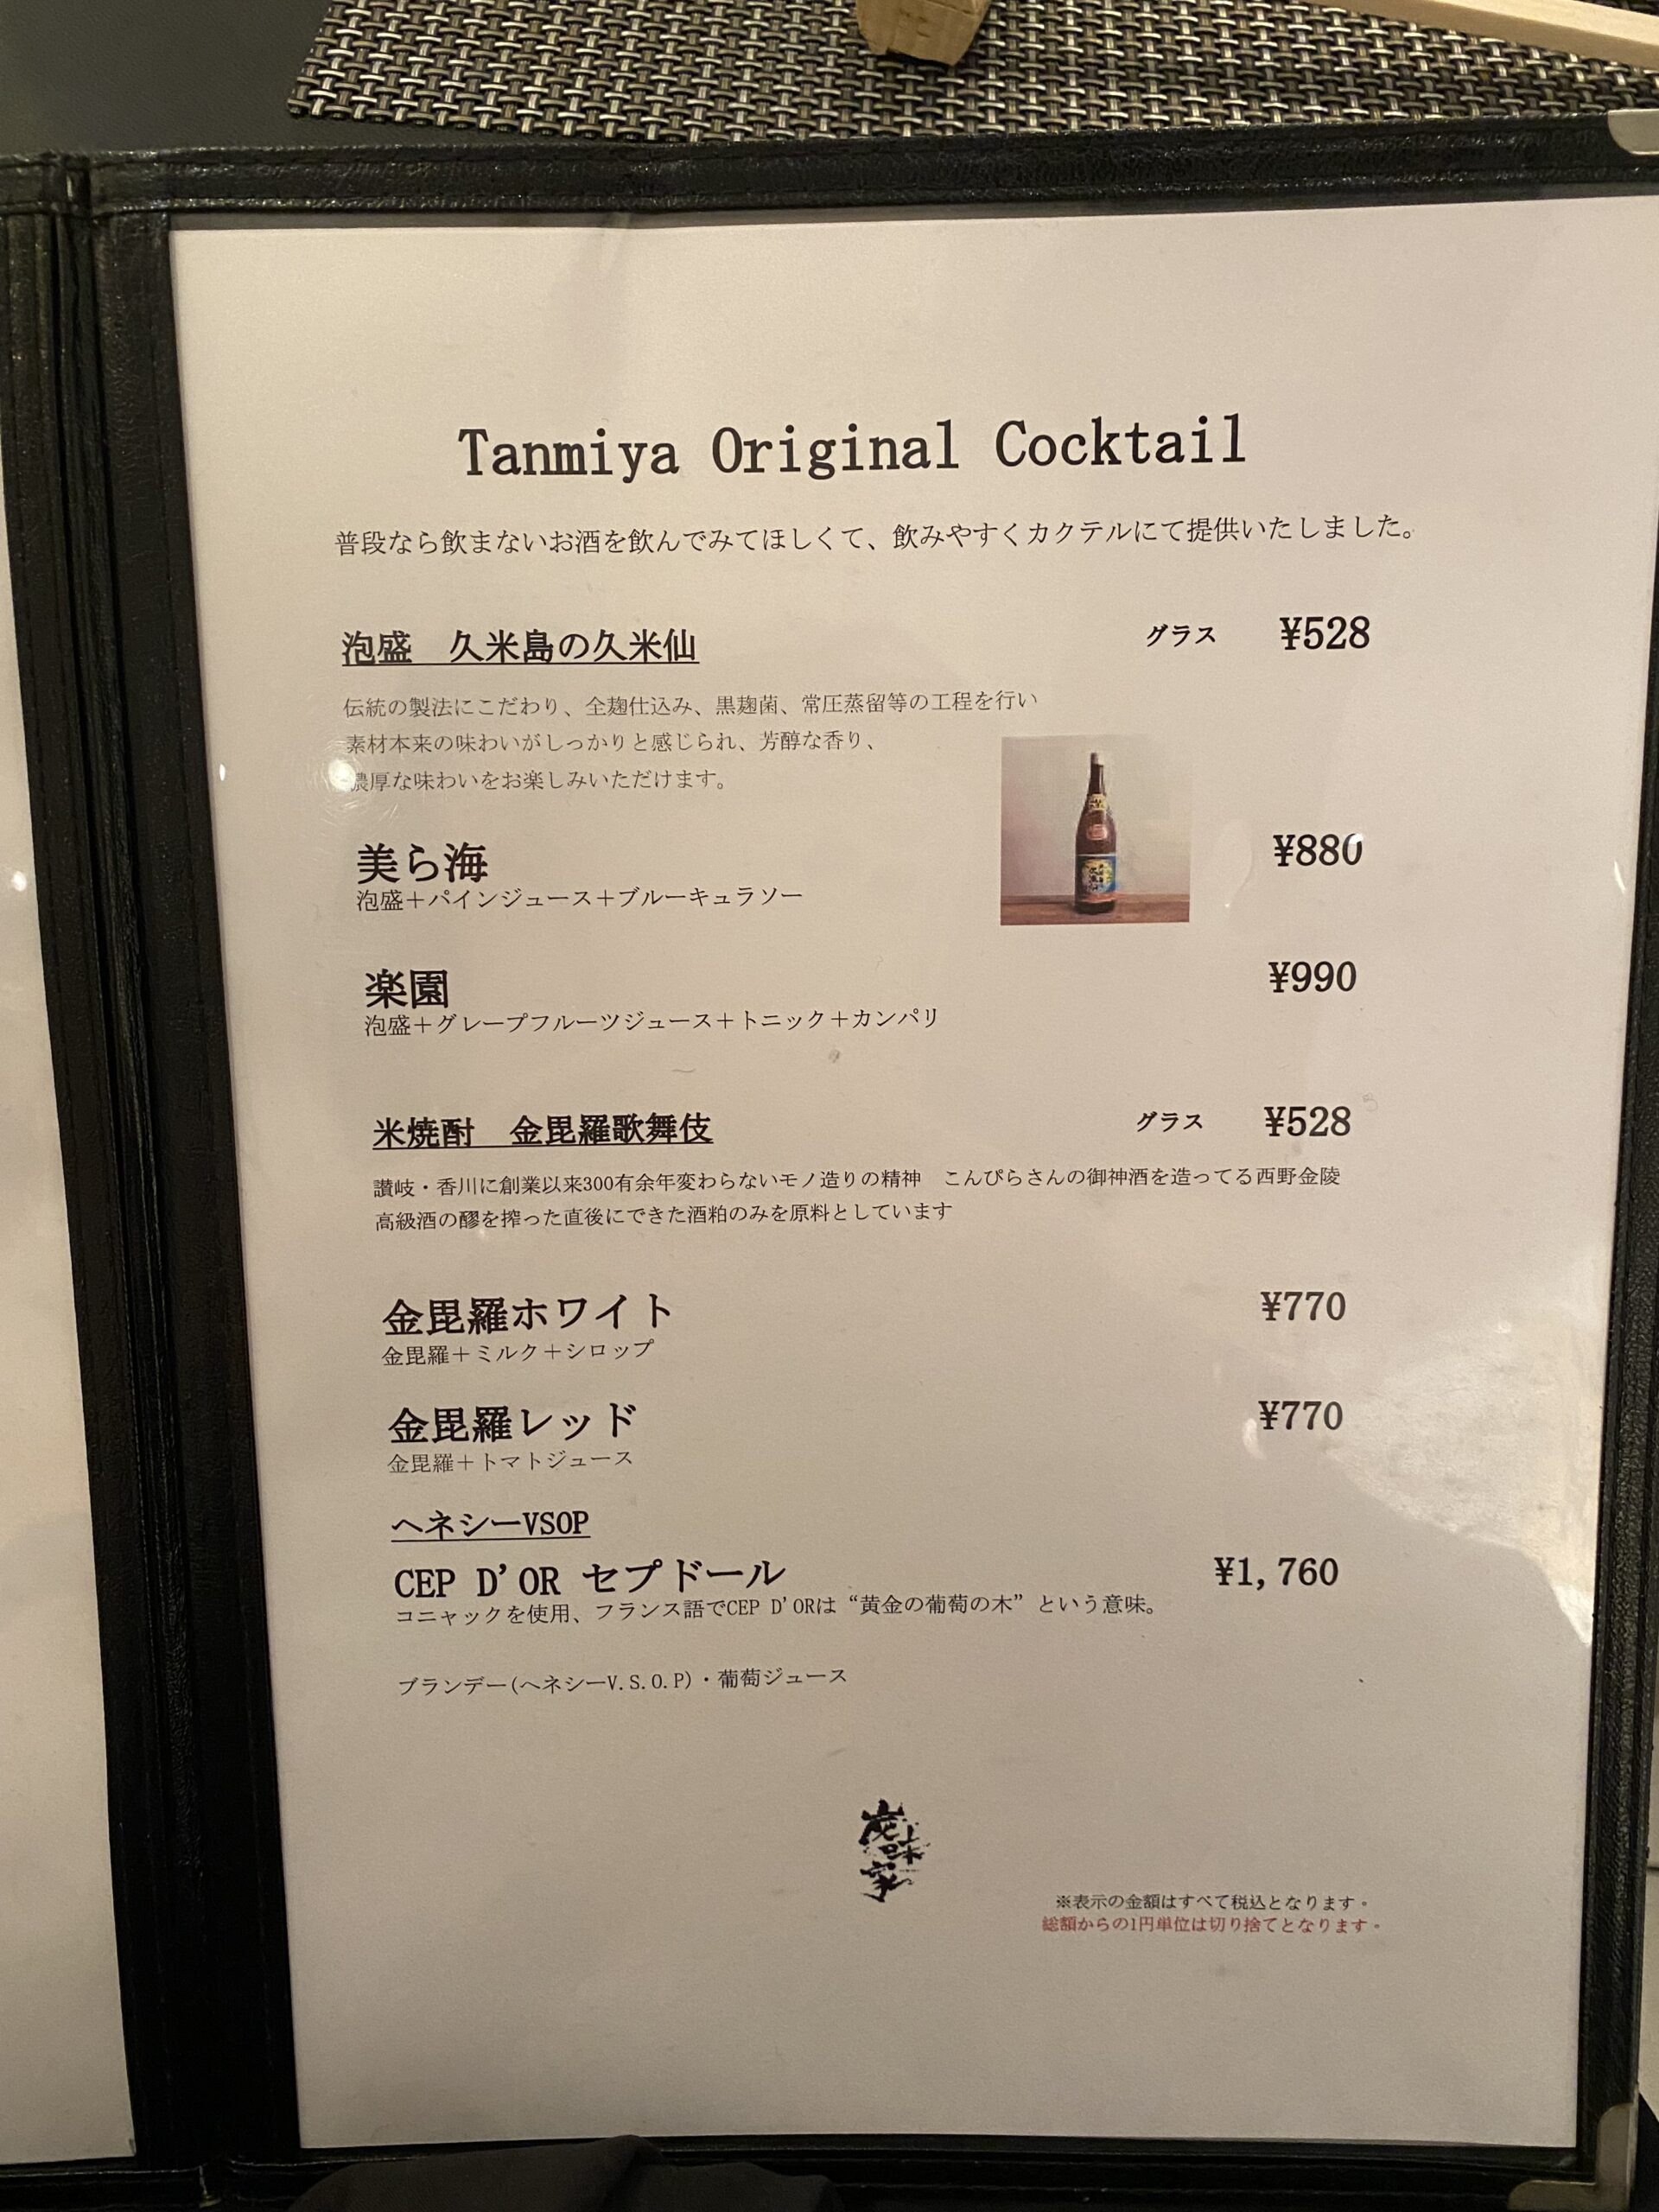 Tanmiya Original Cocktail
普段なら飲まないお酒を飲んでみてほしくて、飲みやすくカクテルにて提供いたしました。
泡盛　久米島の久米仙　グラス　¥528
伝統の製法にこだわり、全麹仕込み、黒麹菌、常圧蒸留等の工程を行い
素材本来の味わいがしっかりと感じられ、芳醇な香り、
濃厚な味わいをお楽しみいただけます。
美ら海　¥880
泡盛＋パインジュース＋ブルーキュラソー
楽園　¥990
泡盛＋グレープフルーツジュース＋トニック＋カンパリ
米焼酎　金毘羅歌舞伎　グラス　¥528
讃岐・香川に創業以来300有余年変わらないモノ造りの精神　こんぴらさんの御神酒を造ってる西野金陵
高級酒の醪を搾った直後にできた酒粕のみを原料としています
金毘羅ホワイト　¥770
金毘羅＋ミルク＋シロップ
金毘羅レッド　¥770
金毘羅＋トマトジュース
ヘネシーVSOP
CEP D'OR セプドール　¥1,760
コニャックを使用、フランス語でCEP D'ORは“黄金の葡萄の木”という意味。
ブランデー(ヘネシーV.S.O.P)・葡萄ジュース
炭味家
※表示の金額はすべて税込となります。
総額からの1円単位は切り捨てとなります。